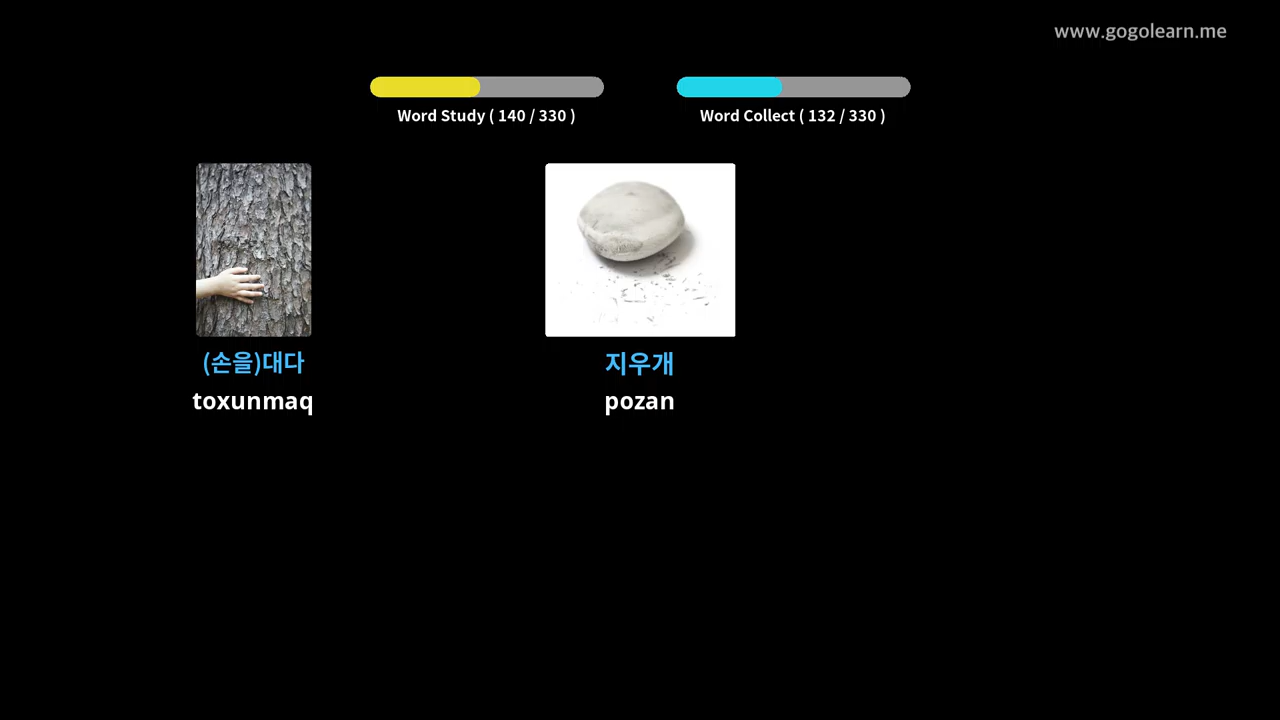 www.gogolearn.me
Word Study ( 140 / 330 )
Word Collect ( 132 / 330 )
(손을)대다
toxunmaq
지우개
pozan